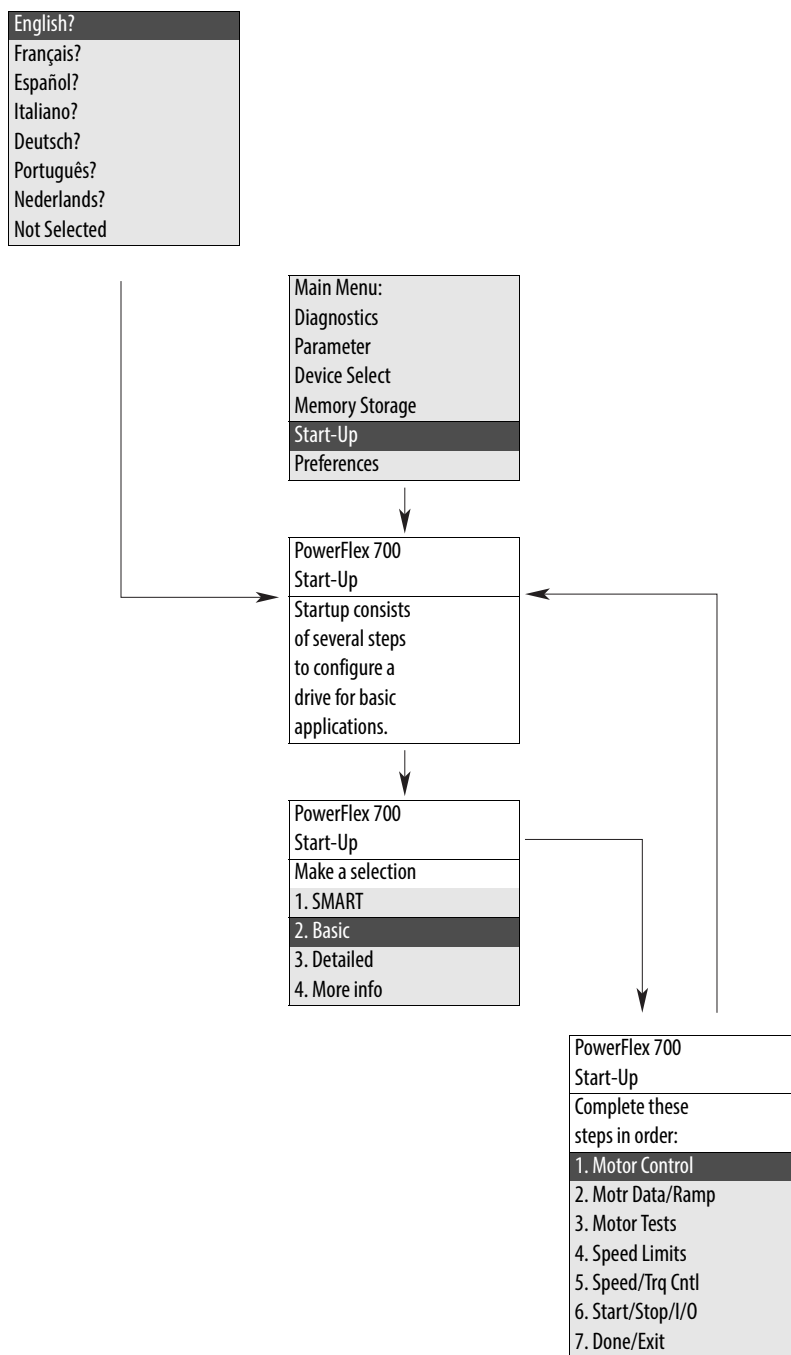 English?
Français?
Español?
Italiano?
Deutsch?
Português?
Nederlands?
Not Selected
Main Menu:
Diagnostics
Parameter
Device Select
Memory Storage
Start-Up
Preferences
PowerFlex 700
Start-Up
Startup consists
of several steps
to configure a
drive for basic
applications.
PowerFlex 700
Start-Up
Make a selection
1. SMART
2. Basic
3. Detailed
4. More info
PowerFlex 700
Start-Up
Complete these
steps in order:
1. Motor Control
2. Motr Data/Ramp
3. Motor Tests
4. Speed Limits
5. Speed/Trq Cntl
6. Start/Stop/I/O
7. Done/Exit